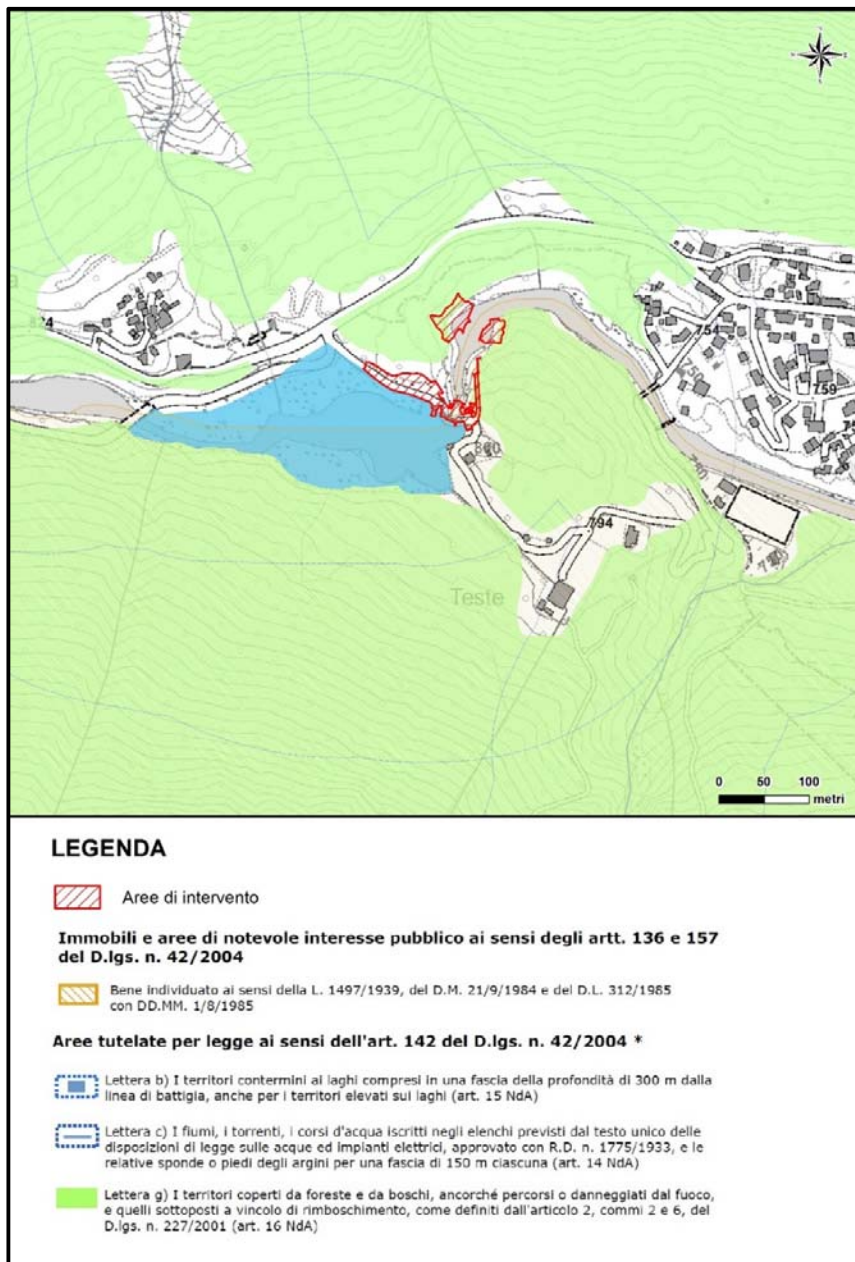 754
759
860
794
Teste
0 50 100
metri
LEGENDA
Aree di intervento
Immobili e aree di notevole interesse pubblico ai sensi degli artt. 136 e 157
del D.lgs. n. 42/2004
Bene individuato ai sensi della L. 1497/1939, del D.M. 21/9/1984 e del D.L. 312/1985
con DD.MM. 1/8/1985
Aree tutelate per legge ai sensi dell'art. 142 del D.lgs. n. 42/2004 *
Lettera b) I territori contermini ai laghi compresi in una fascia della profondità di 300 m dalla
linea di battigia, anche per i territori elevati sui laghi (art. 15 NdA)
Lettera c) I fiumi, i torrenti, i corsi d'acqua iscritti negli elenchi previsti dal testo unico delle
disposizioni di legge sulle acque ed impianti elettrici, approvato con R.D. n. 1775/1933, e le
relative sponde o piedi degli argini per una fascia di 150 m ciascuna (art. 14 NdA)
Lettera g) I territori coperti da foreste e da boschi, ancorché percorsi o danneggiati dal fuoco,
e quelli sottoposti a vincolo di rimboschimento, come definiti dall'articolo 2, commi 2 e 6, del
D.lgs. n. 227/2001 (art. 16 NdA)